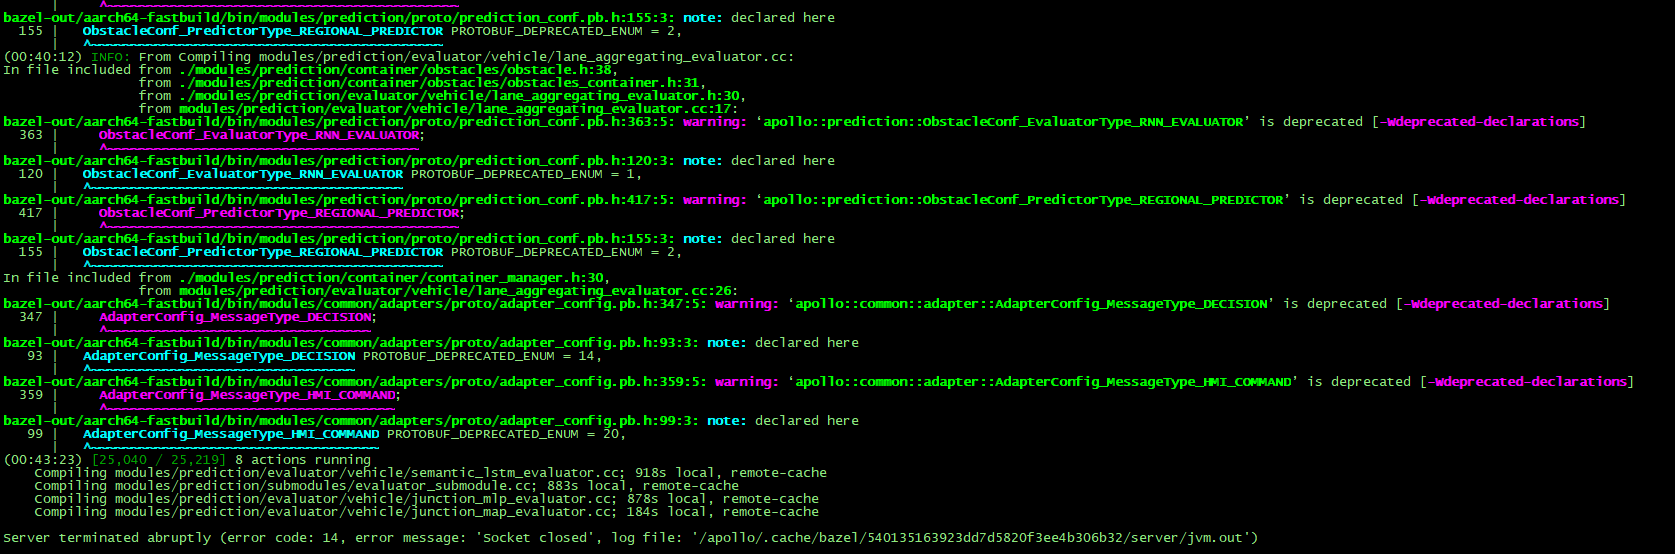 | ^~~~~~~~~~~~~~~~~~~~~~~~~~~~~~~~~~~~~~~~~~~~~
bazel-out/aarch64-fastbuild/bin/modules/prediction/proto/prediction_conf.pb.h:155:3: note: declared here
155 | ObstacleConf_PredictorType_REGIONAL_PREDICTOR PROTOBUF_DEPRECATED_ENUM = 2,
| ^~~~~~~~~~~~~~~~~~~~~~~~~~~~~~~~~~~~~~~~~~~~~
(00:40:12) INFO: From Compiling modules/prediction/evaluator/vehicle/lane_aggregating_evaluator.cc:
In file included from ./modules/prediction/container/obstacles/obstacle.h:38,
from ./modules/prediction/container/obstacles/obstacles_container.h:31,
from ./modules/prediction/evaluator/vehicle/lane_aggregating_evaluator.h:30,
from modules/prediction/evaluator/vehicle/lane_aggregating_evaluator.cc:17:
bazel-out/aarch64-fastbuild/bin/modules/prediction/proto/prediction_conf.pb.h:363:5: warning: ‘apollo::prediction::ObstacleConf_EvaluatorType_RNN_EVALUATOR’ is deprecated [-Wdeprecated-declarations]
363 | ObstacleConf_EvaluatorType_RNN_EVALUATOR;
| ^~~~~~~~~~~~~~~~~~~~~~~~~~~~~~~~~~~~~~~~
bazel-out/aarch64-fastbuild/bin/modules/prediction/proto/prediction_conf.pb.h:120:3: note: declared here
120 | ObstacleConf_EvaluatorType_RNN_EVALUATOR PROTOBUF_DEPRECATED_ENUM = 1,
| ^~~~~~~~~~~~~~~~~~~~~~~~~~~~~~~~~~~~~~~~
bazel-out/aarch64-fastbuild/bin/modules/prediction/proto/prediction_conf.pb.h:417:5: warning: ‘apollo::prediction::ObstacleConf_PredictorType_REGIONAL_PREDICTOR’ is deprecated [-Wdeprecated-declarations]
417 | ObstacleConf_PredictorType_REGIONAL_PREDICTOR;
| ^~~~~~~~~~~~~~~~~~~~~~~~~~~~~~~~~~~~~~~~~~~~~
bazel-out/aarch64-fastbuild/bin/modules/prediction/proto/prediction_conf.pb.h:155:3: note: declared here
155 | ObstacleConf_PredictorType_REGIONAL_PREDICTOR PROTOBUF_DEPRECATED_ENUM = 2,
| ^~~~~~~~~~~~~~~~~~~~~~~~~~~~~~~~~~~~~~~~~~~~~
In file included from ./modules/prediction/container/container_manager.h:30,
from modules/prediction/evaluator/vehicle/lane_aggregating_evaluator.cc:26:
bazel-out/aarch64-fastbuild/bin/modules/common/adapters/proto/adapter_config.pb.h:347:5: warning: ‘apollo::common::adapter::AdapterConfig_MessageType_DECISION’ is deprecated [-Wdeprecated-declarations]
347 | AdapterConfig_MessageType_DECISION;
| ^~~~~~~~~~~~~~~~~~~~~~~~~~~~~~~~~~
bazel-out/aarch64-fastbuild/bin/modules/common/adapters/proto/adapter_config.pb.h:93:3: note: declared here
93 | AdapterConfig_MessageType_DECISION PROTOBUF_DEPRECATED_ENUM = 14,
| ^~~~~~~~~~~~~~~~~~~~~~~~~~~~~~~~~~
bazel-out/aarch64-fastbuild/bin/modules/common/adapters/proto/adapter_config.pb.h:359:5: warning: ‘apollo::common::adapter::AdapterConfig_MessageType_HMI_COMMAND’ is deprecated [-Wdeprecated-declarations]
359 | AdapterConfig_MessageType_HMI_COMMAND;
| ^~~~~~~~~~~~~~~~~~~~~~~~~~~~~~~~~~~~~
bazel-out/aarch64-fastbuild/bin/modules/common/adapters/proto/adapter_config.pb.h:99:3: note: declared here
99 | AdapterConfig_MessageType_HMI_COMMAND PROTOBUF_DEPRECATED_ENUM = 20,
| ^~~~~~~~~~~~~~~~~~~~~~~~~~~~~~~~~~~~~
(00:43:23) [25,040 / 25,219] 8 actions running
Compiling modules/prediction/evaluator/vehicle/semantic_lstm_evaluator.cc; 918s local, remote-cache
Compiling modules/prediction/submodules/evaluator_submodule.cc; 883s local, remote-cache
Compiling modules/prediction/evaluator/vehicle/junction_mlp_evaluator.cc; 878s local, remote-cache
Compiling modules/prediction/evaluator/vehicle/junction_map_evaluator.cc; 184s local, remote-cache
Server terminated abruptly (error code: 14, error message: 'Socket closed', log file: '/apollo/.cache/bazel/540135163923dd7d5820f3ee4b306b32/server/jvm.out')